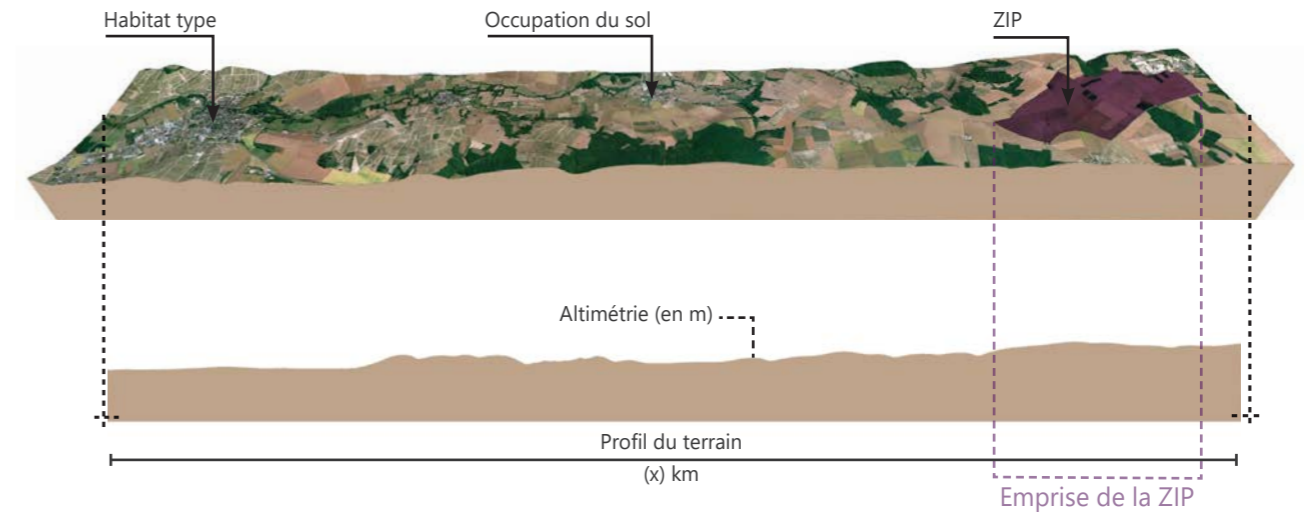 Habitat type
Occupation du sol
ZIP
Altimétrie (en m)
Profil du terrain
(x) km
Emprise de la ZIP